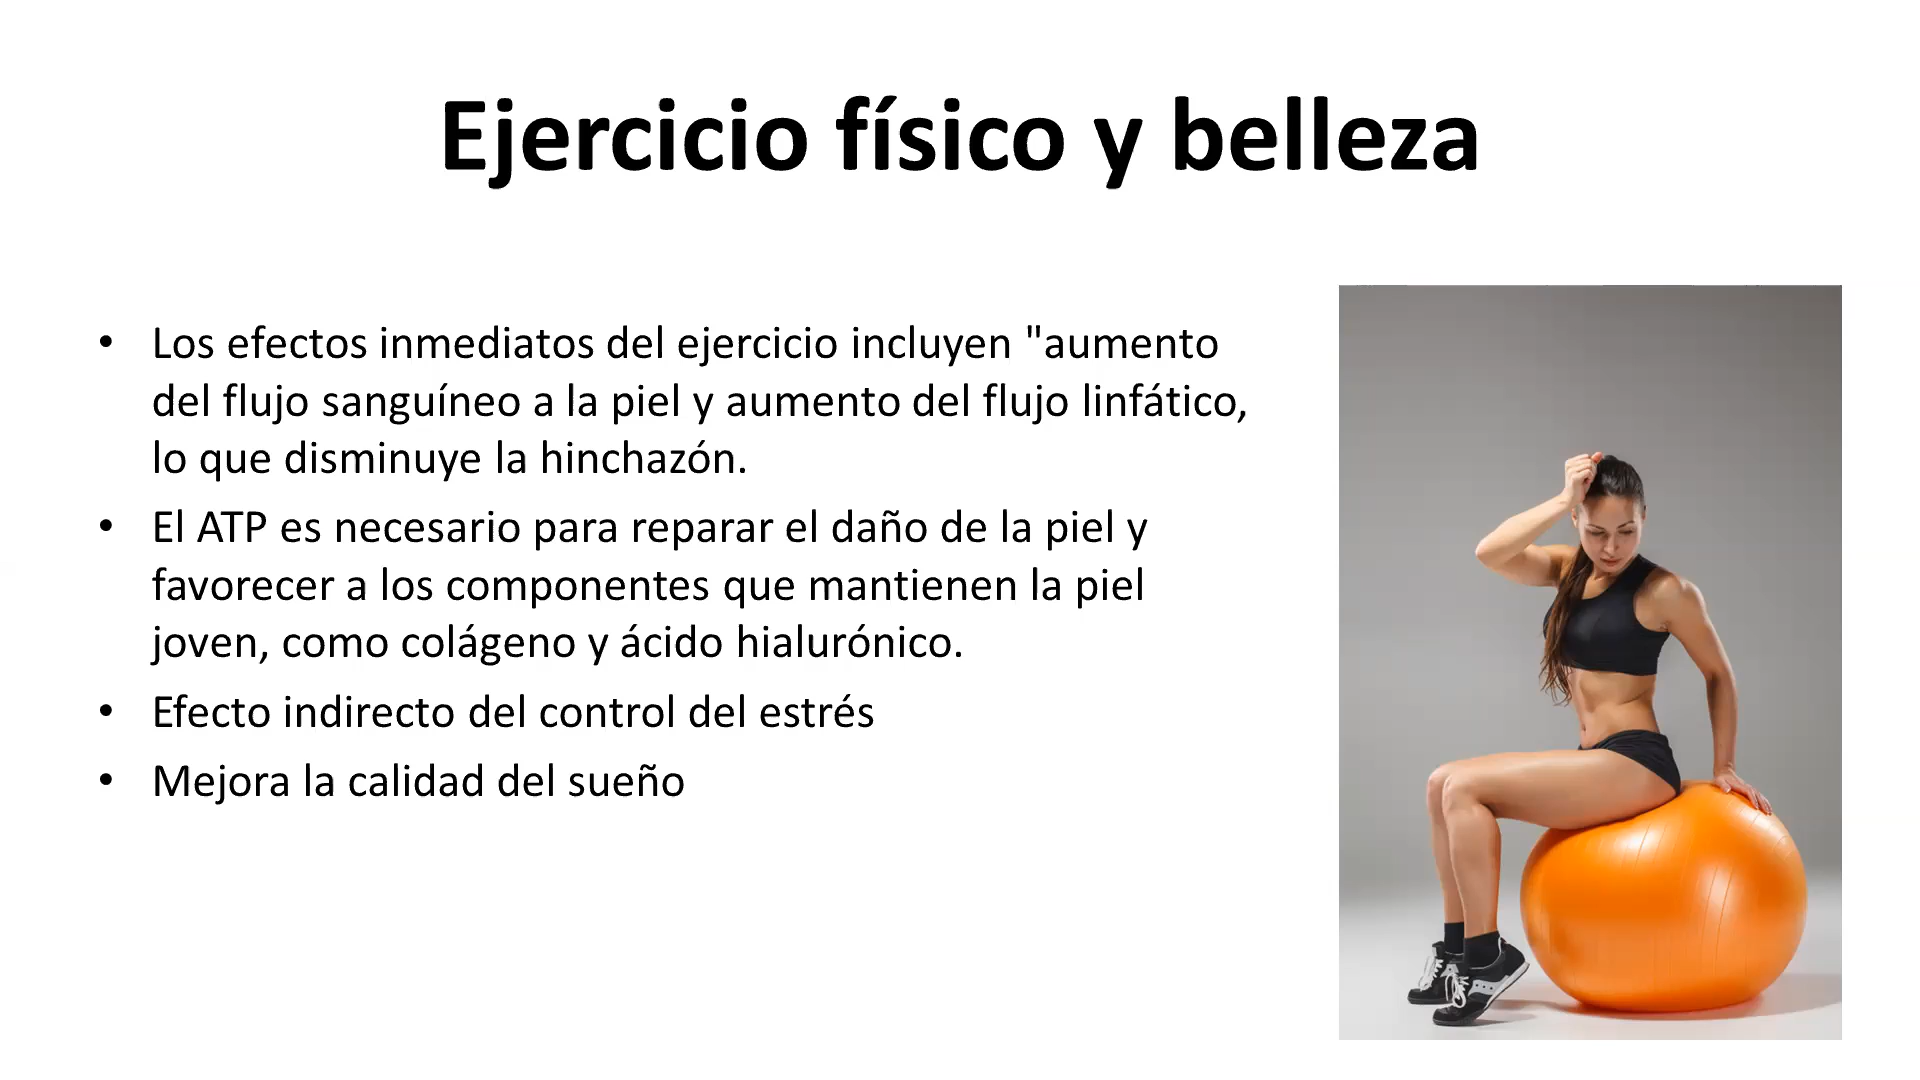 Ejercicio físico y belleza
• Los efectos inmediatos del ejercicio incluyen "aumento
del flujo sanguíneo a la piel y aumento del flujo linfático,
lo que disminuye la hinchazón.
• El ATP es necesario para reparar el daño de la piel y
favorecer a los componentes que mantienen la piel
joven, como colágeno y ácido hialurónico.
• Efecto indirecto del control del estrés
• Mejora la calidad del sueño